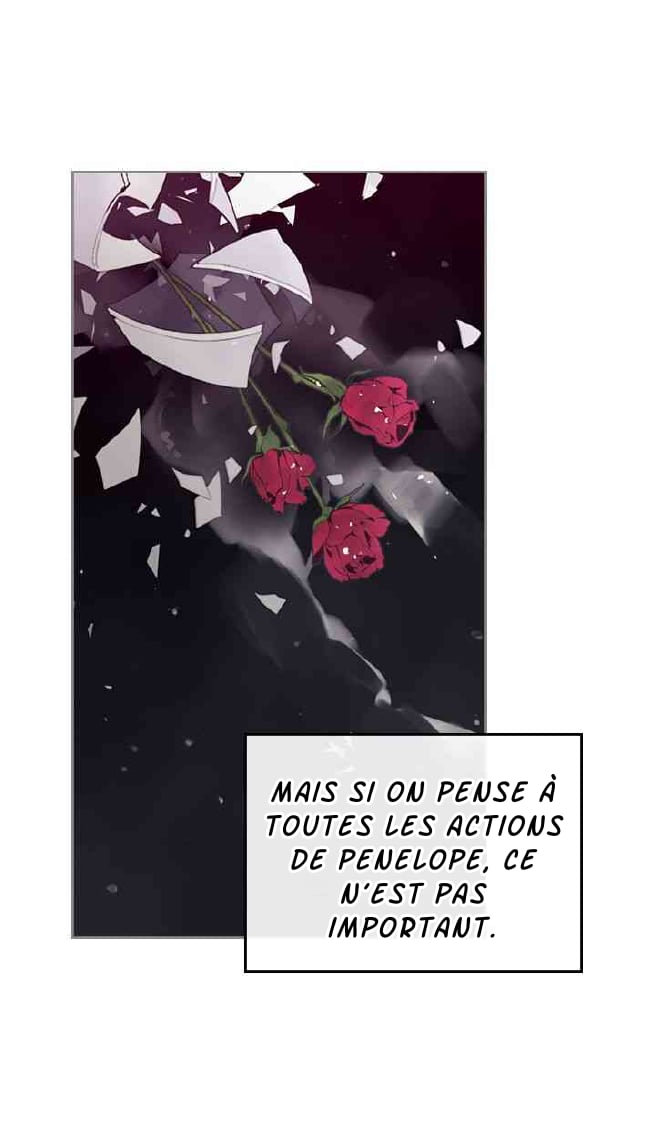 MAIS SI ON PENSE À
TOUTES LES ACTIONS
DE PENELOPE, CE
N'EST PAS
IMPORTANT.